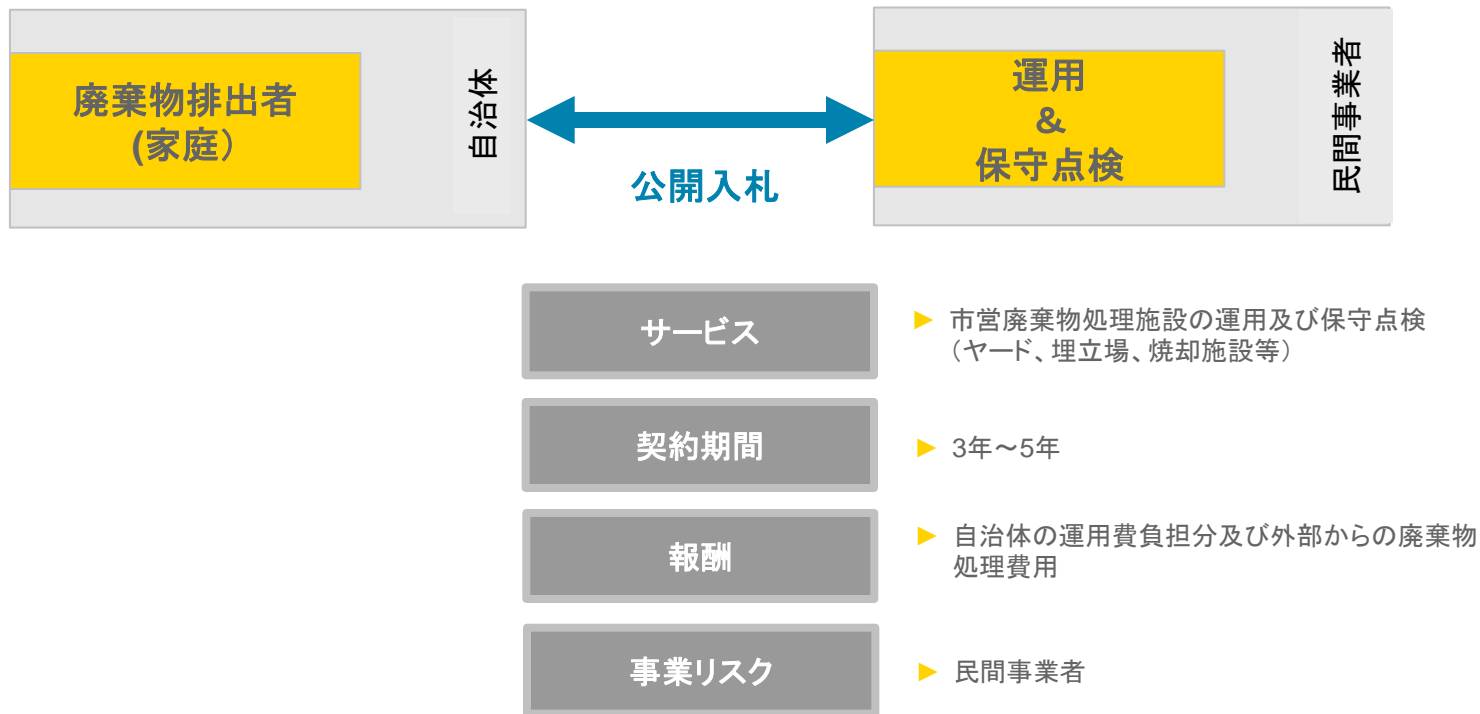 廃棄物排出者
(家庭）
自治体
公開入札
運用
&
保守点検
民間事業者
サービス
► 市営廃棄物処理施設の運用及び保守点検
（ヤード、埋立場、焼却施設等）
契約期間
► 3年～5年
報酬
► 自治体の運用費負担分及び外部からの廃棄物
処理費用
事業リスク
► 民間事業者